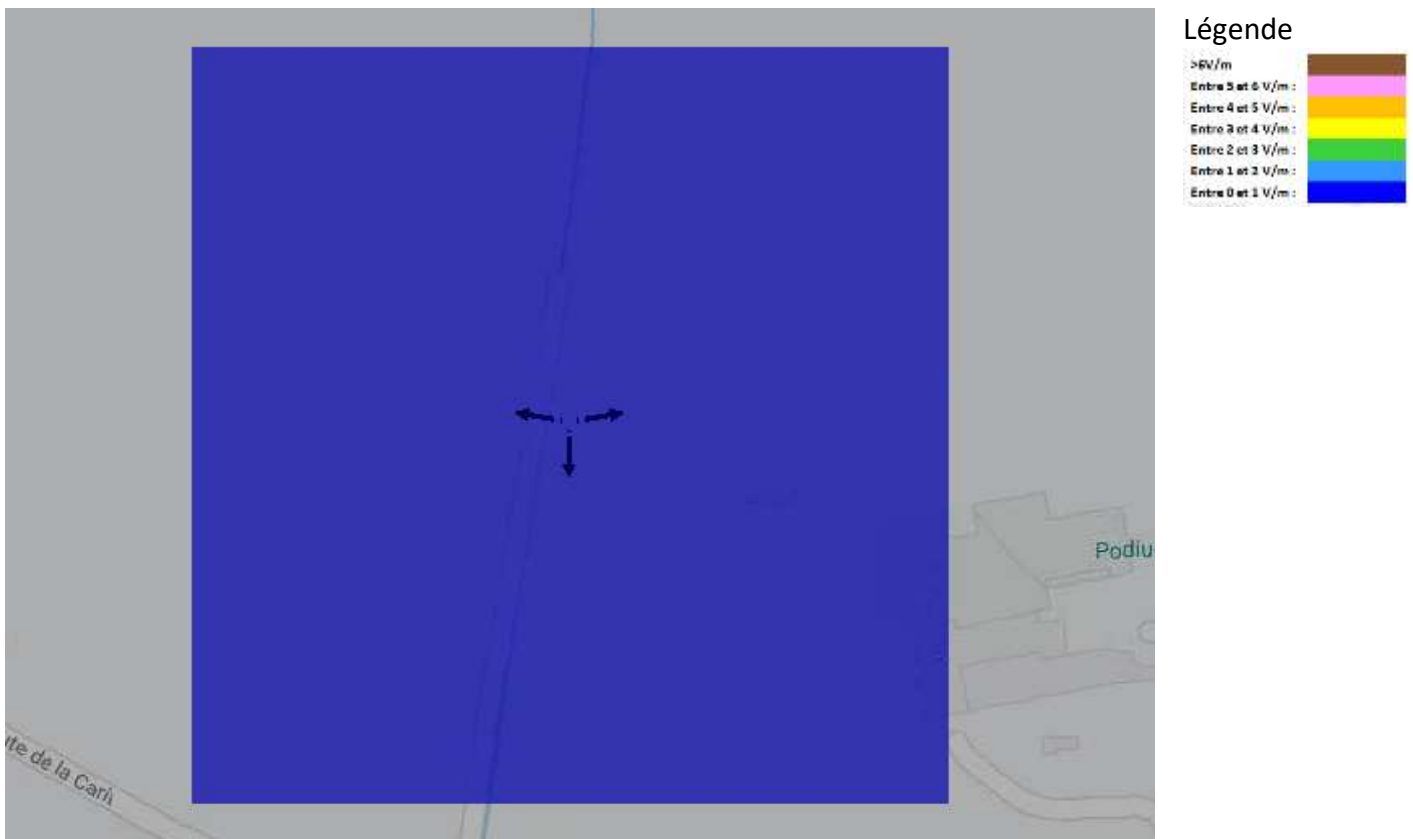 Légende
>6V/m
Entre 5 et 6 V/m :
Entre 4 et 5 V/m :
Entre 3 et 4 V/m :
Entre 2 et 3 V/m :
Entre 1 et 2 V/m :
Entre 0 et 1 V/m :
Podiu
te de la Cari